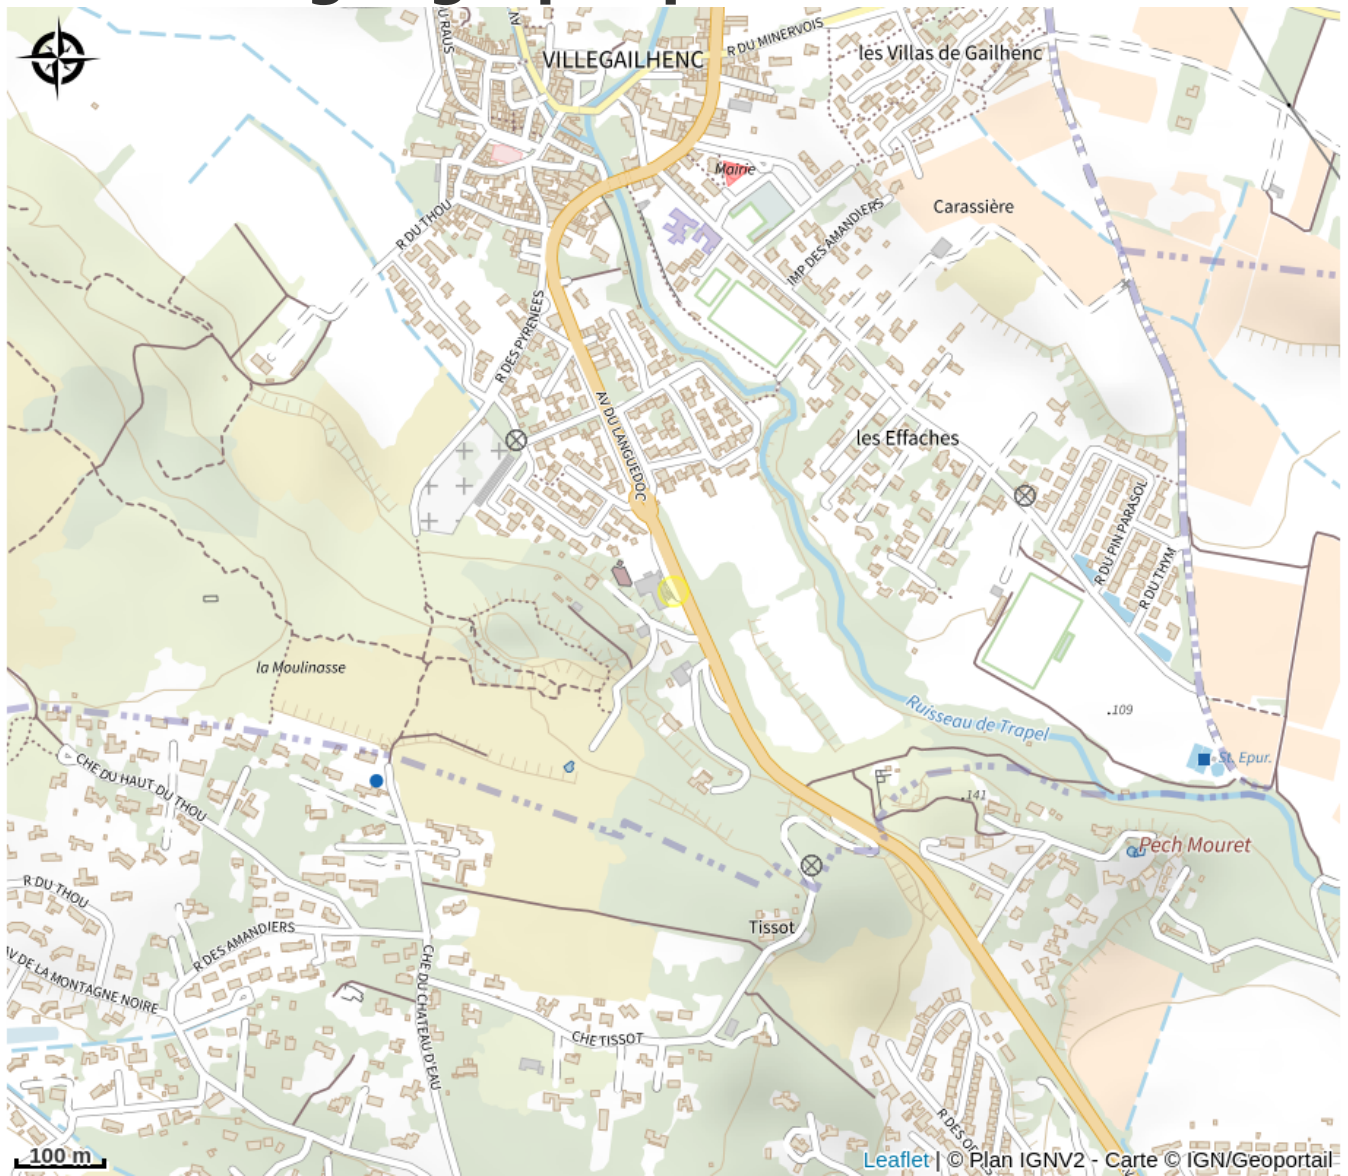 VILLEGAILHENC
R DU MINERVOIS
les Villas de Gailhenc
AV
Mairie
Carassière
R DU THOU
IMP DES AMANDIERS
R DES PYRENEES
AV DU LANGUEDOC
les Effaches
R DU PIN PARASOL
R DU THYM
la Moulinasse
Ruisseau de Trapel
109
St. Epur.
CHE DU HAUT DU THOU
141
Pech Mouret
R DU THOU
R DES AMANDIERS
Tissot
AV DE LA MONTAGNE NOIRE
CHE DU CHATEAU D'EAU
CHE TISSOT
100 m
Leaflet | © Plan IGNV2 - Carte © IGN/Geoportail